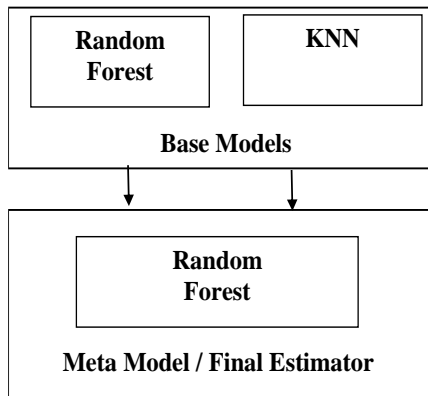 Random
Forest
KNN
Base Models
Random
Forest
Meta Model / Final Estimator